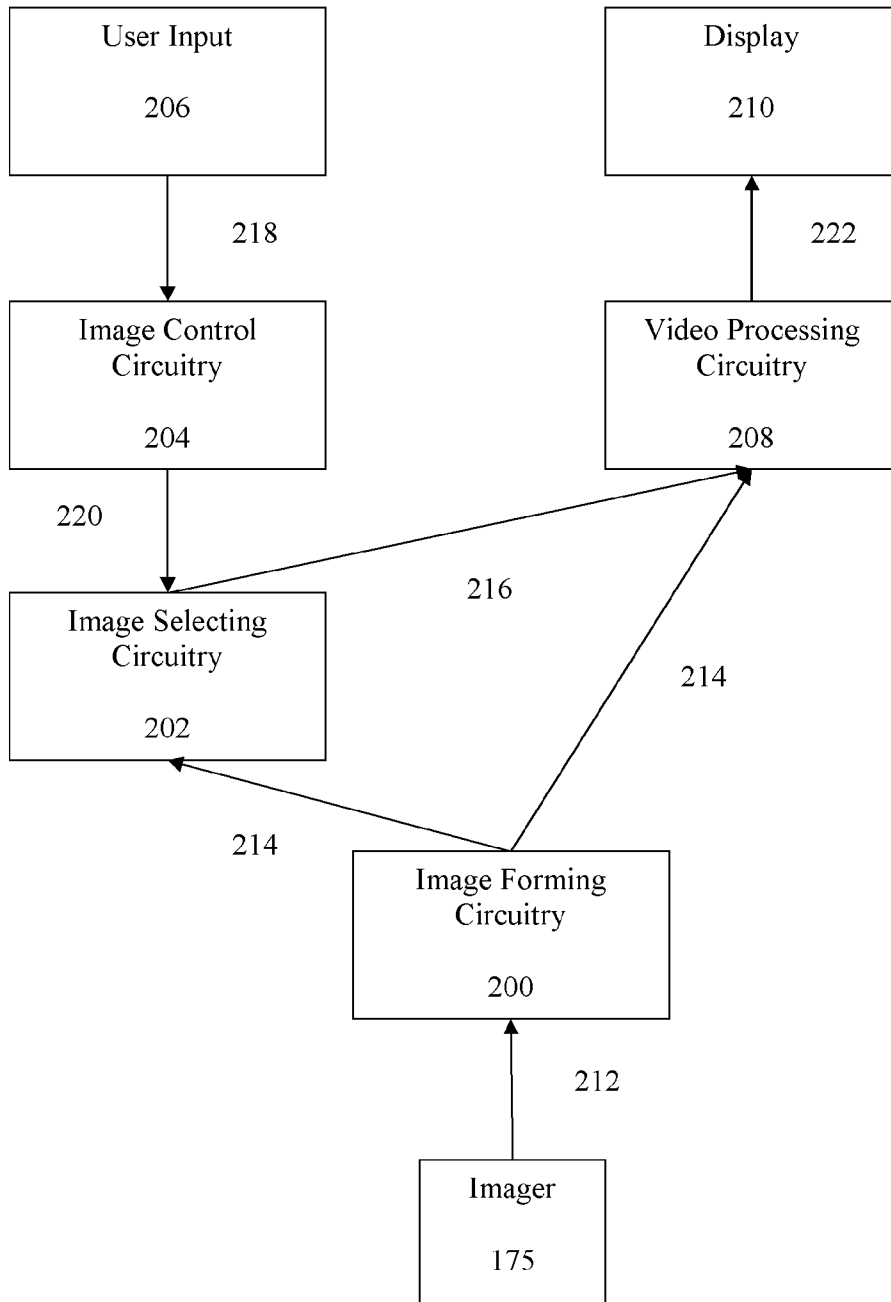 User Input
206
Display
210
218
222
Image Control
Circuitry
204
Video Processing
Circuitry
208
220
216
Image Selecting
Circuitry
202
214
214
Image Forming
Circuitry
200
212
Imager
175